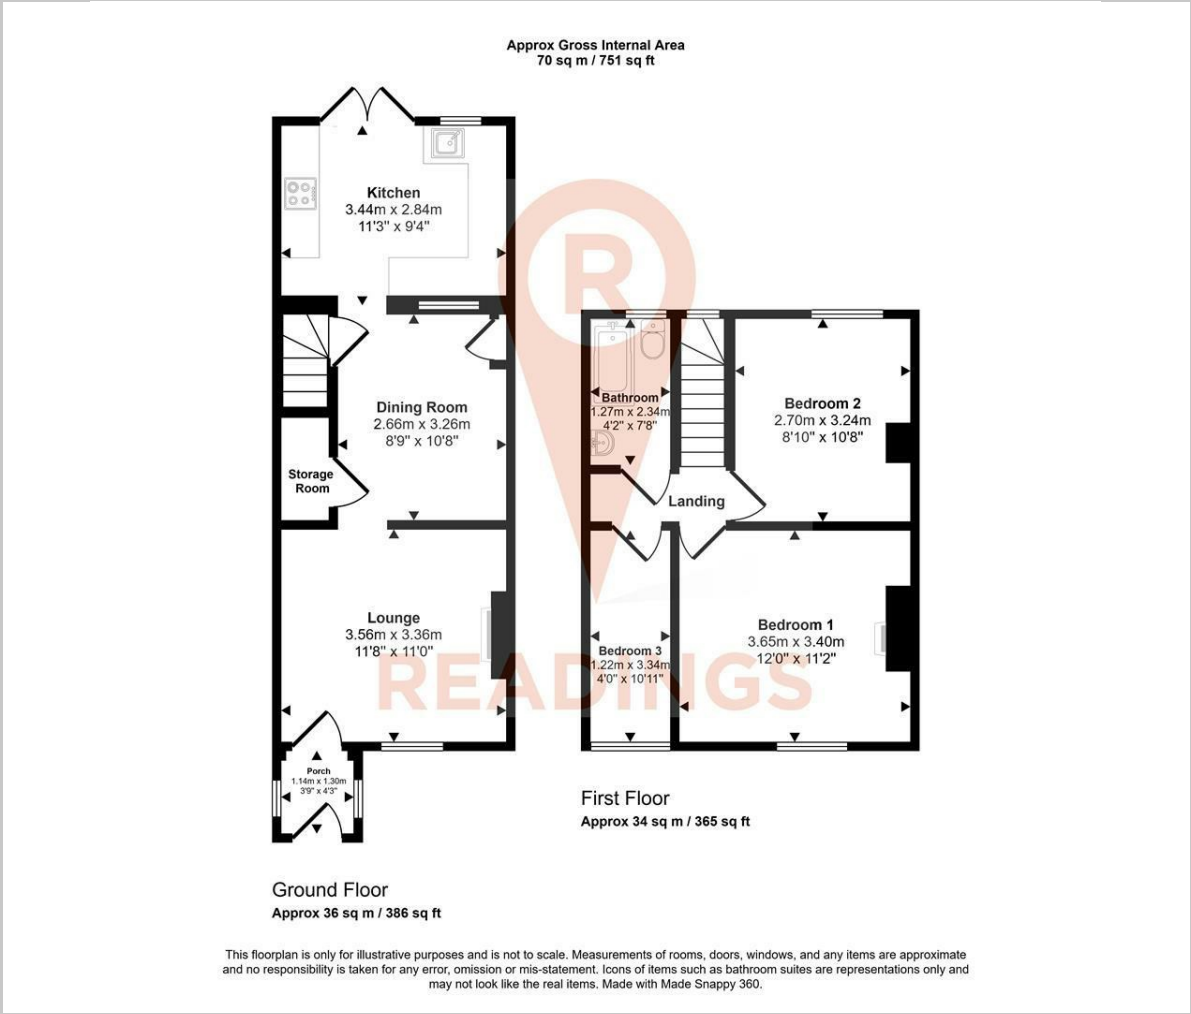 Approx Gross Internal Area
70 sq m / 751 sq ft
Kitchen
3.44m x 2.84m
11'3" x 9'4"
Dining Room
2.66m x 3.26m
8'9" x 10'8"
Storage
Room
Lounge
3.56m x 3.36m
11'8" x 11'0"
Porch
1.14m x 1.30m
3'9" x 4'3"
Ground Floor
Approx 36 sq m / 386 sq ft
Bathroom
1.27m x 2.34m
4'2" x 7'8"
Bedroom 2
2.70m x 3.24m
8'10" x 10'8"
Landing
Bedroom 3
1.22m x 3.34m
4'0" x 10'11"
Bedroom 1
3.65m x 3.40m
12'0" x 11'2"
First Floor
Approx 34 sq m / 365 sq ft
R
READINGS
This floorplan is only for illustrative purposes and is not to scale. Measurements of rooms, doors, windows, and any items are approximate
and no responsibility is taken for any error, omission or mis-statement. Icons of items such as bathroom suites are representations only and
may not look like the real items. Made with Made Snappy 360.